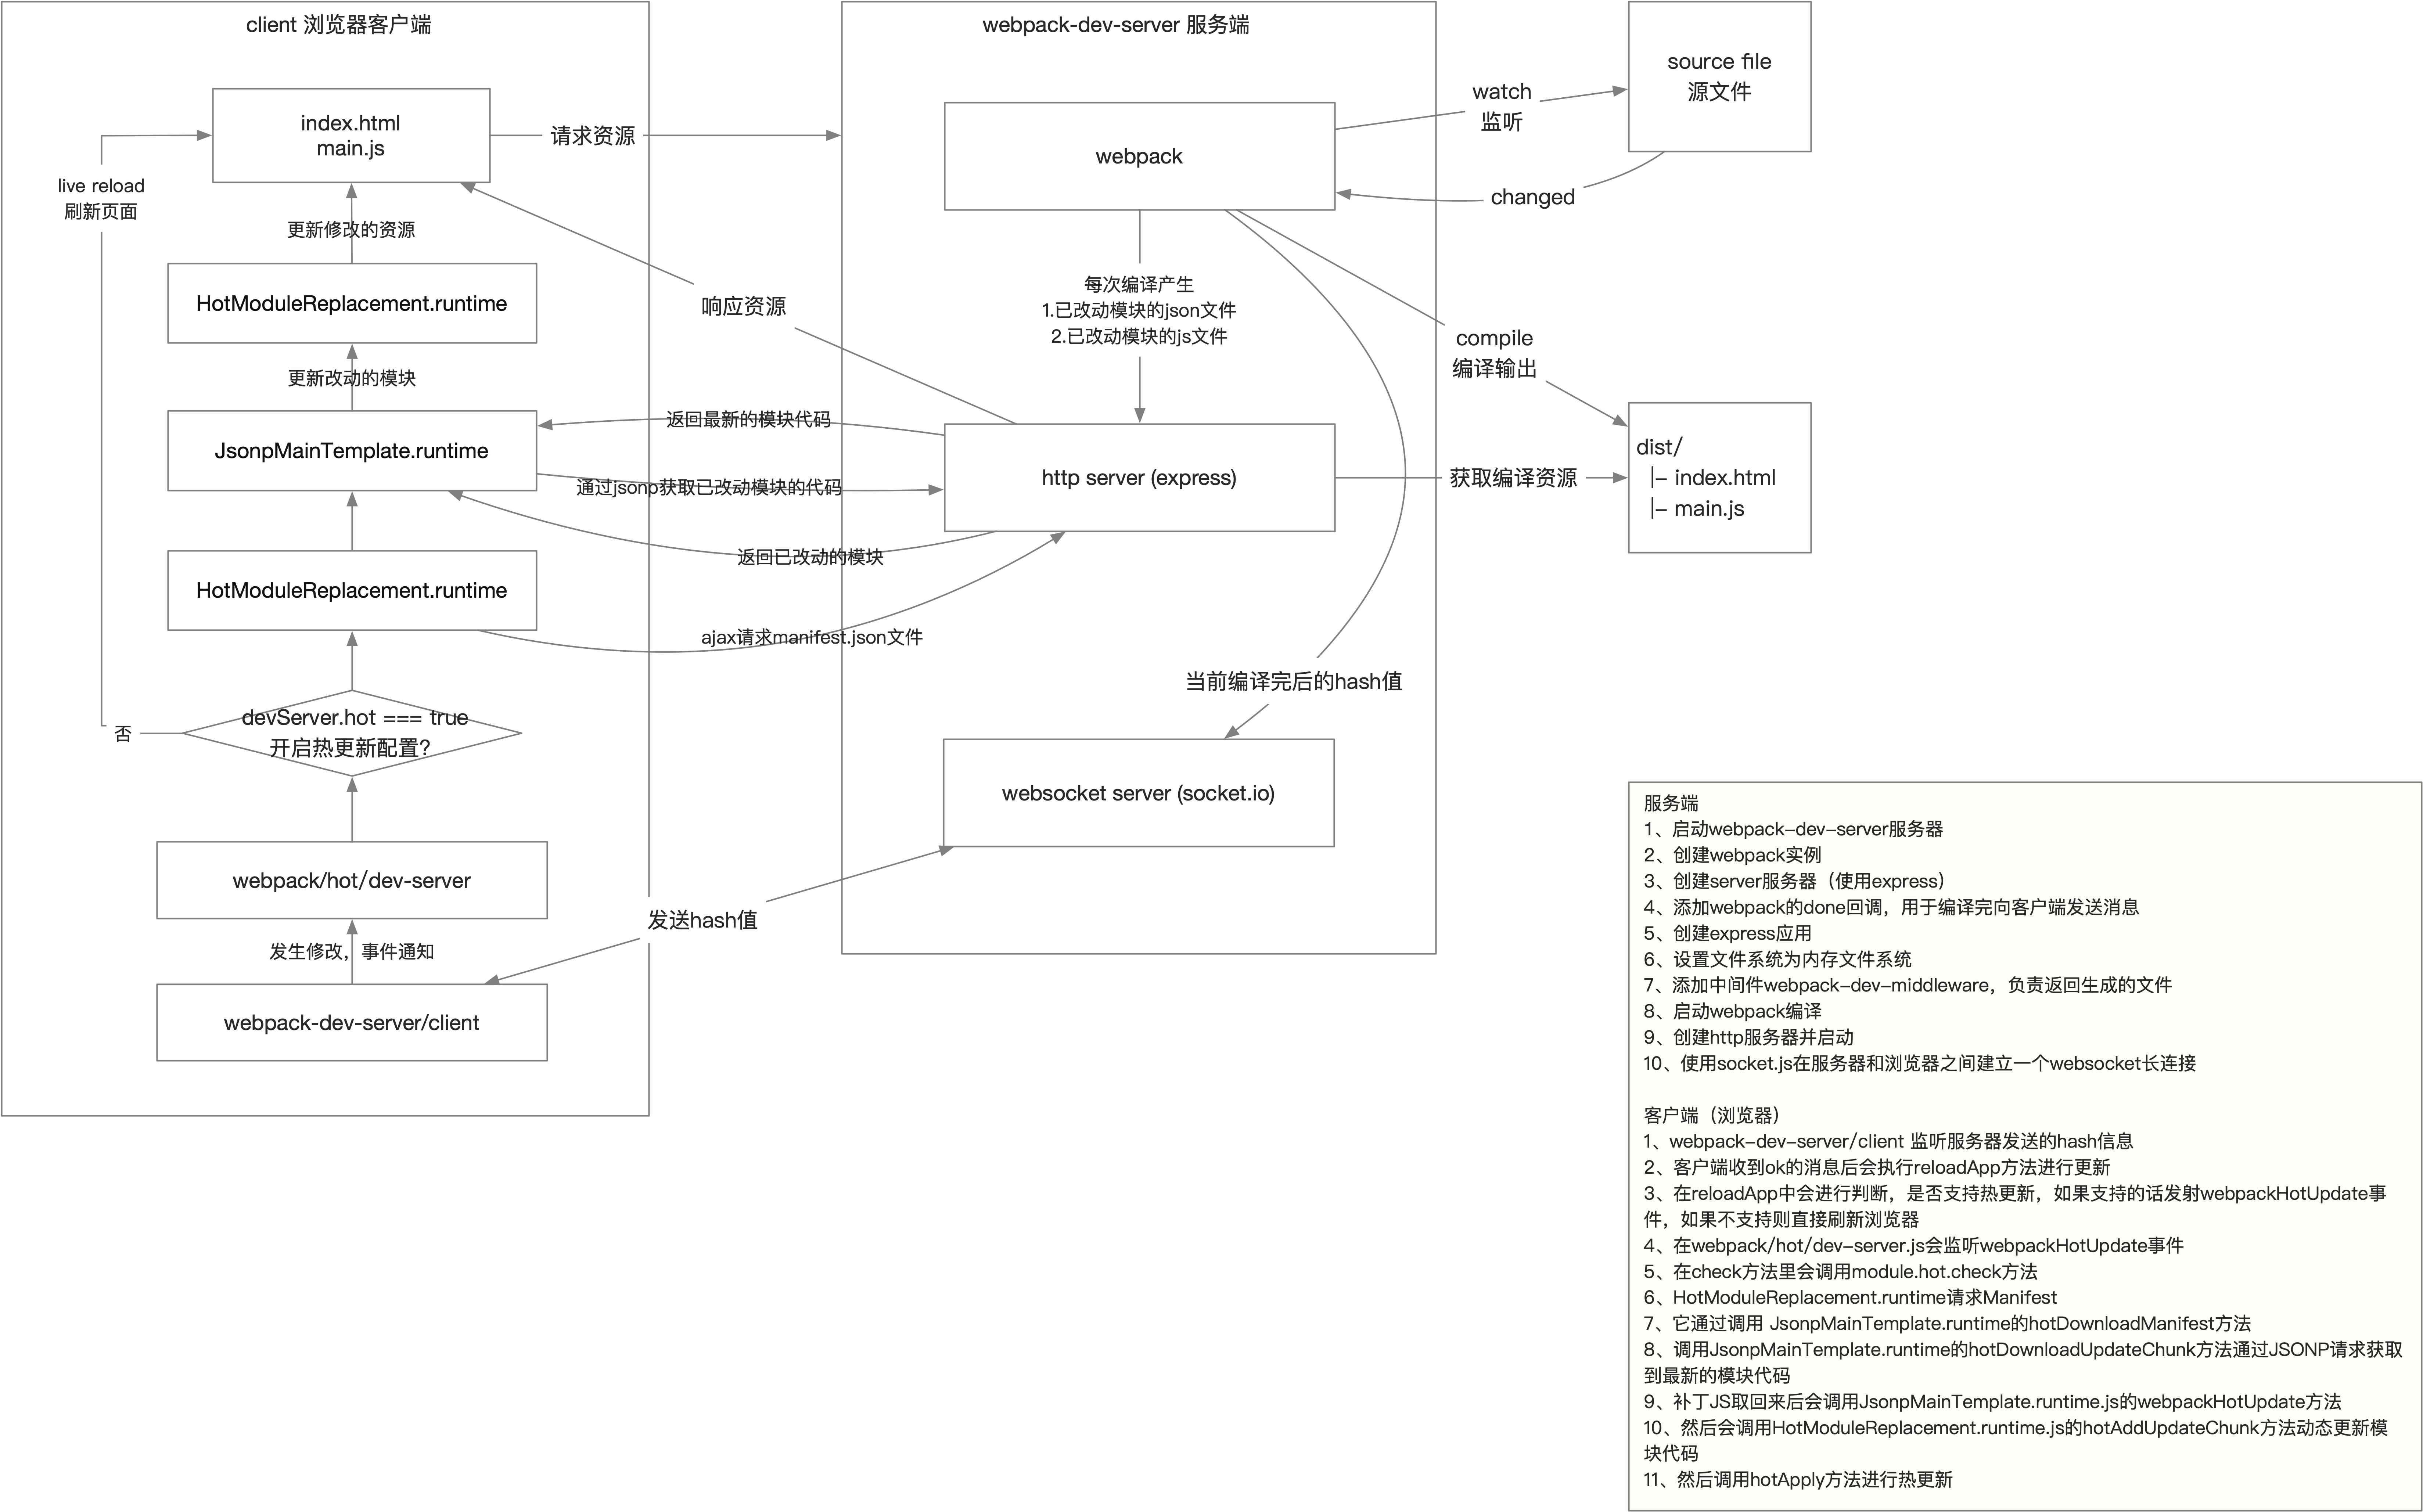 client 浏览器客户端
index.html
main.js
请求资源
live reload
刷新页面
更新修改的资源
HotModuleReplacement.runtime
响应资源
更新改动的模块
返回最新的模块代码
JsonpMainTemplate.runtime
通过jsonp获取已改动模块的代码
返回已改动的模块
HotModuleReplacement.runtime
ajax请求manifest.json文件
devServer.hot === true
开启热更新配置?
否
webpack/hot/dev-server
发送hash值
发生修改，事件通知
webpack-dev-server/client
webpack-dev-server 服务端
webpack
watch
监听
source file
源文件
changed
每次编译产生
1.已改动模块的json文件
2.已改动模块的js文件
compile
编译输出
http server (express)
获取编译资源
dist/
|– index.html
|– main.js
当前编译完后的hash值
websocket server (socket.io)
服务端
1、启动webpack–dev–server服务器
2、创建webpack实例
3、创建server服务器（使用express）
4、添加webpack的done回调，用于编译完向客户端发送消息
5、创建express应用
6、设置文件系统为内存文件系统
7、添加中间件webpack–dev–middleware，负责返回生成的文件
8、启动webpack编译
9、创建http服务器并启动
10、使用socket.js在服务器和浏览器之间建立一个websocket长连接
客户端（浏览器）
1、webpack–dev–server/client 监听服务器发送的hash信息
2、客户端收到ok的消息后会执行reloadApp方法进行更新
3、在reloadApp中会进行判断，是否支持热更新，如果支持的话发射webpackHotUpdate事
件，如果不支持则直接刷新浏览器
4、在webpack/hot/dev–server.js会监听webpackHotUpdate事件
5、在check方法里会调用module.hot.check方法
6、HotModuleReplacement.runtime请求Manifest
7、它通过调用 JsonpMainTemplate.runtime的hotDownloadManifest方法
8、调用JsonpMainTemplate.runtime的hotDownloadUpdateChunk方法通过JSONP请求获取
到最新的模块代码
9、补丁JS取回来后会调用JsonpMainTemplate.runtime.js的webpackHotUpdate方法
10、然后会调用HotModuleReplacement.runtime.js的hotAddUpdateChunk方法动态更新模
块代码
11、然后调用hotApply方法进行热更新